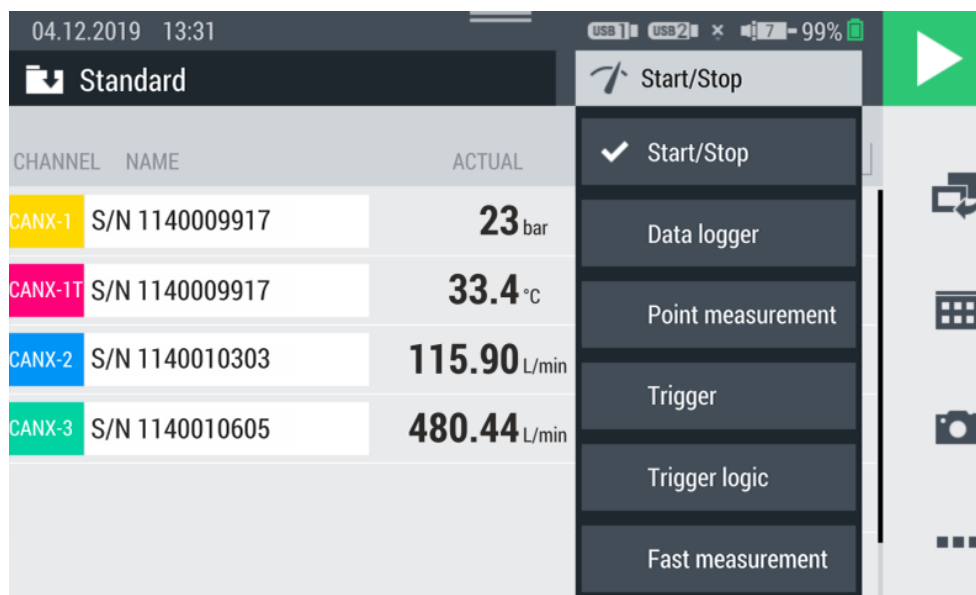 04.12.2019 13:31 USB 1 USB 2 7 99%
Standard Start/Stop
CHANNEL NAME ACTUAL
Start/Stop
CANX-1 S/N 1140009917 23 bar
Data logger
CANX-1T S/N 1140009917 33.4 °C
Point measurement
CANX-2 S/N 1140010303 115.90 L/min
Trigger
CANX-3 S/N 1140010605 480.44 L/min
Trigger logic
Fast measurement